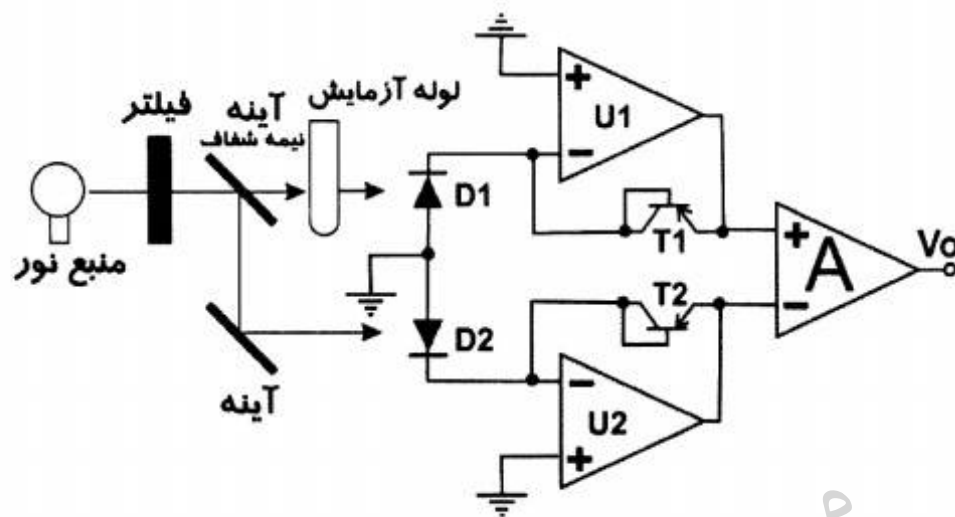 منبع نور
فیلتر
آینه
نیمه شفاف
لوله آزمایش
آینه
D1
D2
+
U1
−
T1
T2
−
U2
+
+
A
−
Vo